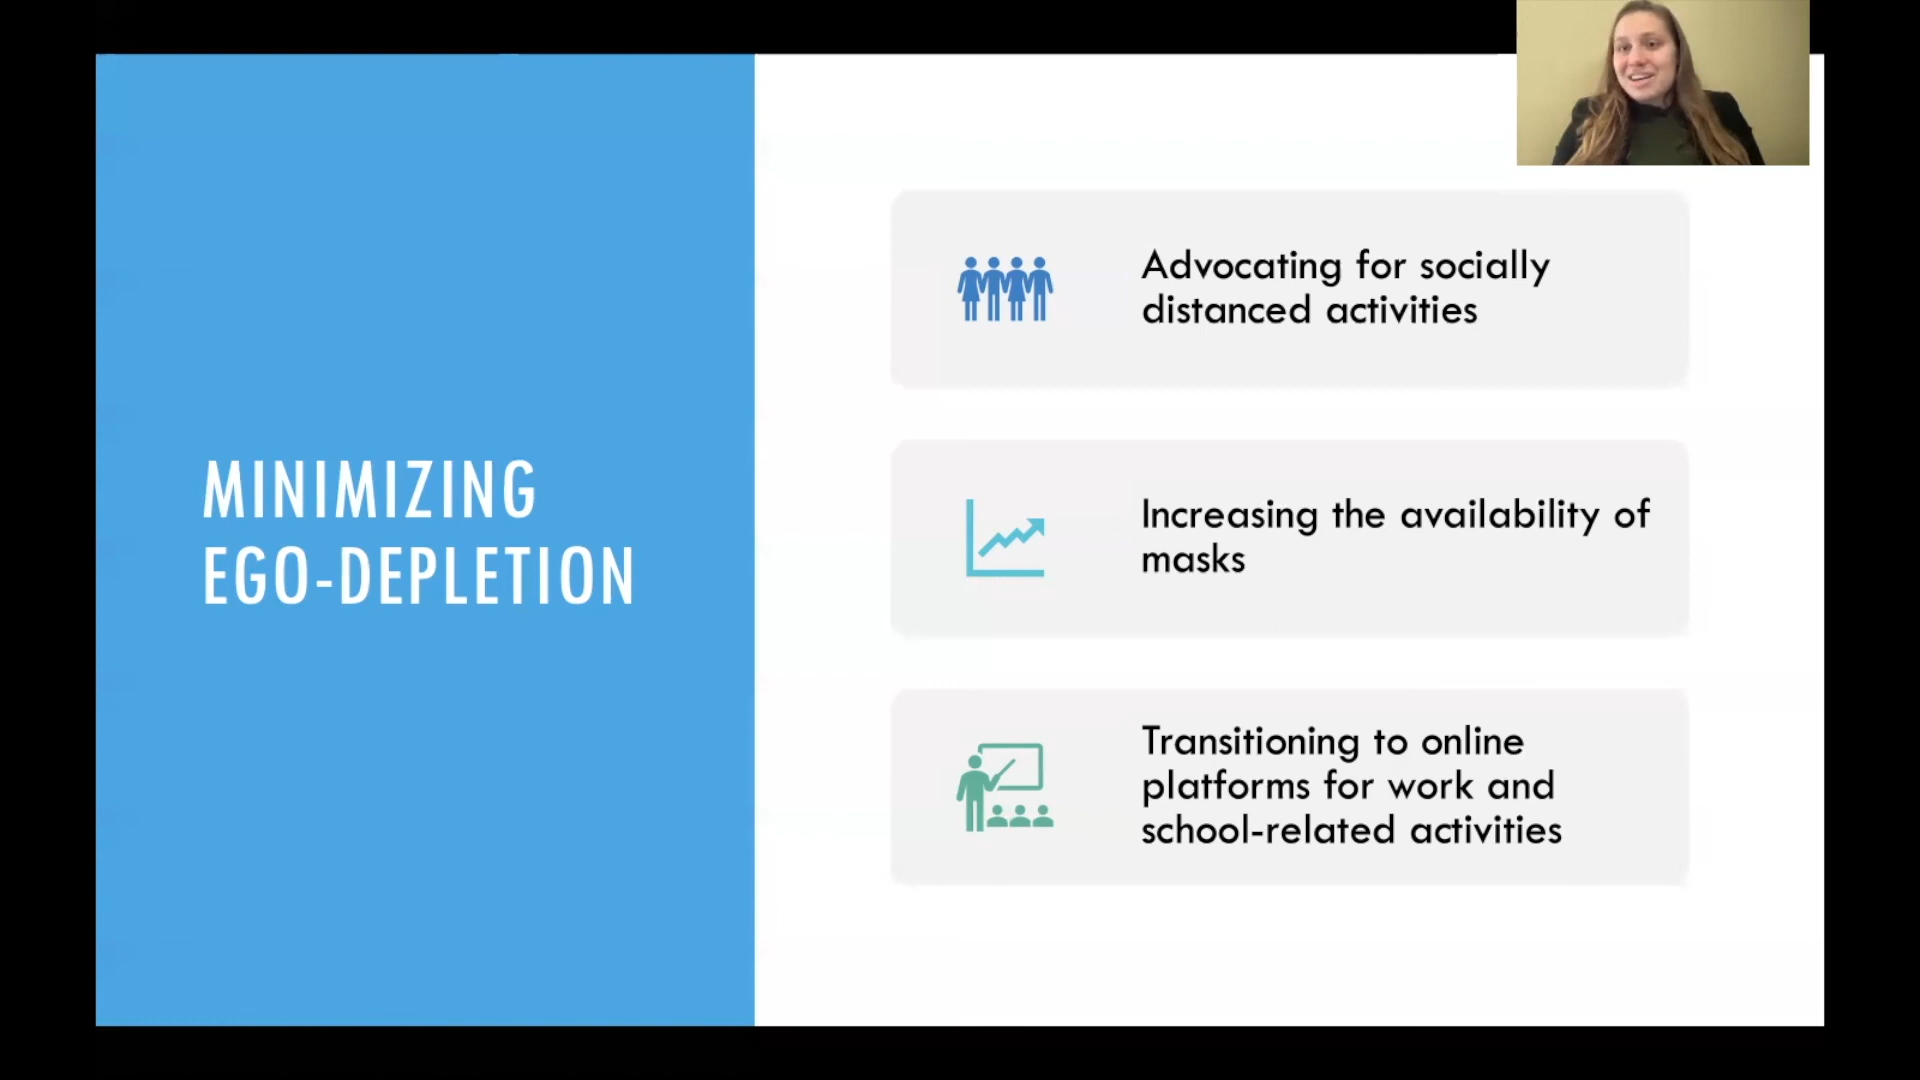 MINIMIZING
EGO-DEPLETION
Advocating for socially
distanced activities
Increasing the availability of
masks
Transitioning to online
platforms for work and
school-related activities